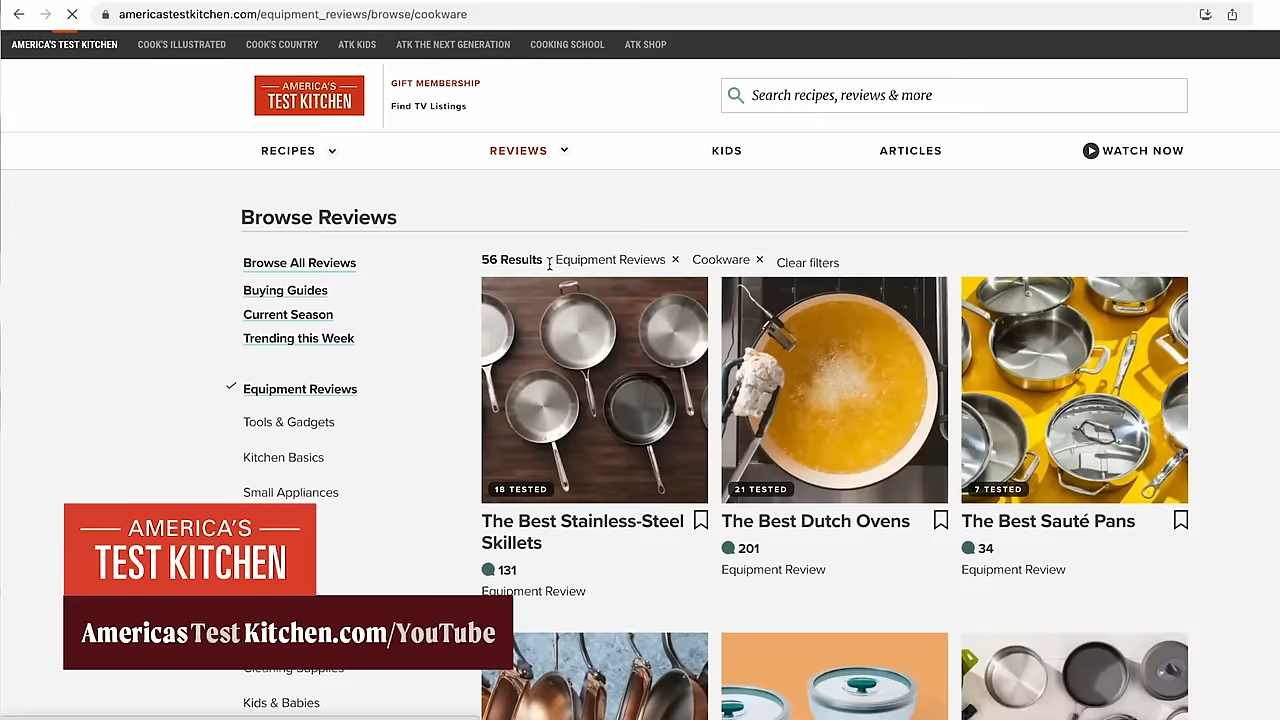 americastestkitchen.com/equipment_reviews/browse/cookware
AMERICA'S TEST KITCHEN COOK'S ILLUSTRATED COOK'S COUNTRY ATK KIDS ATK THE NEXT GENERATION COOKING SCHOOL ATK SHOP
AMERICA'S
TEST KITCHEN
GIFT MEMBERSHIP
Find TV Listings
Search recipes, reviews & more
RECIPES REVIEWS KIDS ARTICLES WATCH NOW
Browse Reviews
Browse All Reviews
Buying Guides
Current Season
Trending this Week
Equipment Reviews
Tools & Gadgets
Kitchen Basics
Small Appliances
Cleaning Supplies
Kids & Babies
56 Results Equipment Reviews × Cookware × Clear filters
18 TESTED
The Best Stainless-Steel
Skillets
131
Equipment Review
21 TESTED
The Best Dutch Ovens
201
Equipment Review
7 TESTED
The Best Sauté Pans
34
Equipment Review
AMERICA'S
TEST KITCHEN
AmericasTestKitchen.com/YouTube